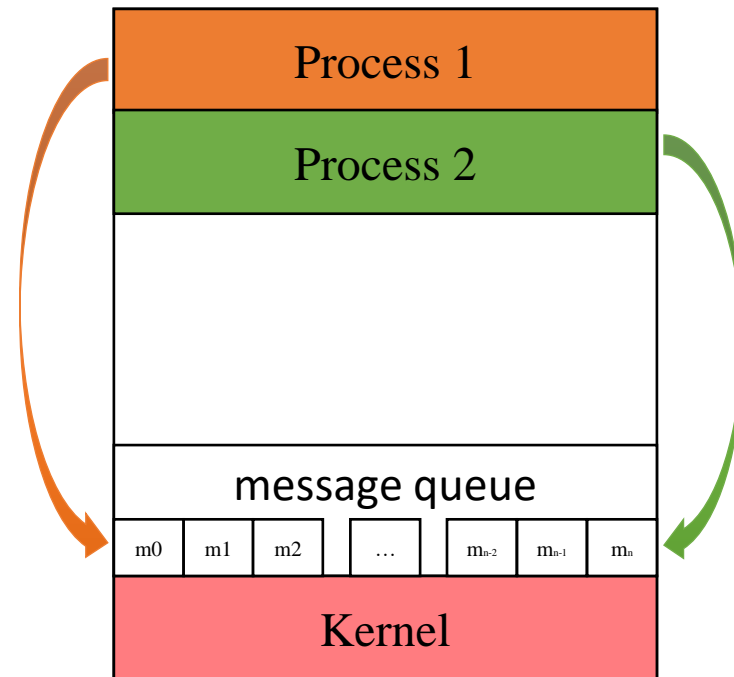 Process 1
Process 2
message queue
m0 m1 m2 … mₙ₋₂ mₙ₋₁ mₙ
Kernel